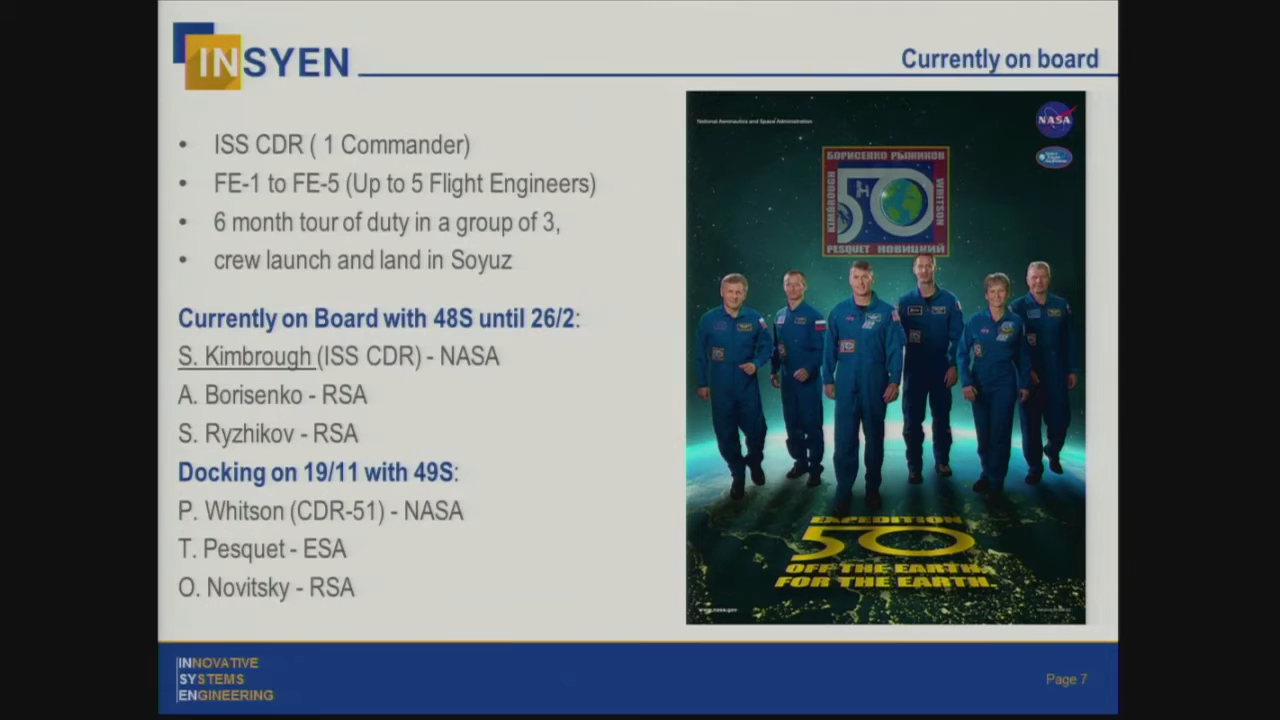 INSYEN
Currently on board
• ISS CDR ( 1 Commander)
• FE-1 to FE-5 (Up to 5 Flight Engineers)
• 6 month tour of duty in a group of 3,
• crew launch and land in Soyuz
Currently on Board with 48S until 26/2:
S. Kimbrough (ISS CDR) - NASA
A. Borisenko - RSA
S. Ryzhikov - RSA
Docking on 19/11 with 49S:
P. Whitson (CDR-51) - NASA
T. Pesquet - ESA
O. Novitsky - RSA
National Aeronautics and Space Administration
NASA
БОРИСЕНКО РЫЖИКОВ
KIMBROUGH
50
WHITSON
PESQUET НОВИЦКИЙ
EXPEDITION
50
OFF THE EARTH,
FOR THE EARTH.
www.nasa.gov
INNOVATIVE
SYSTEMS
ENGINEERING
Page 7